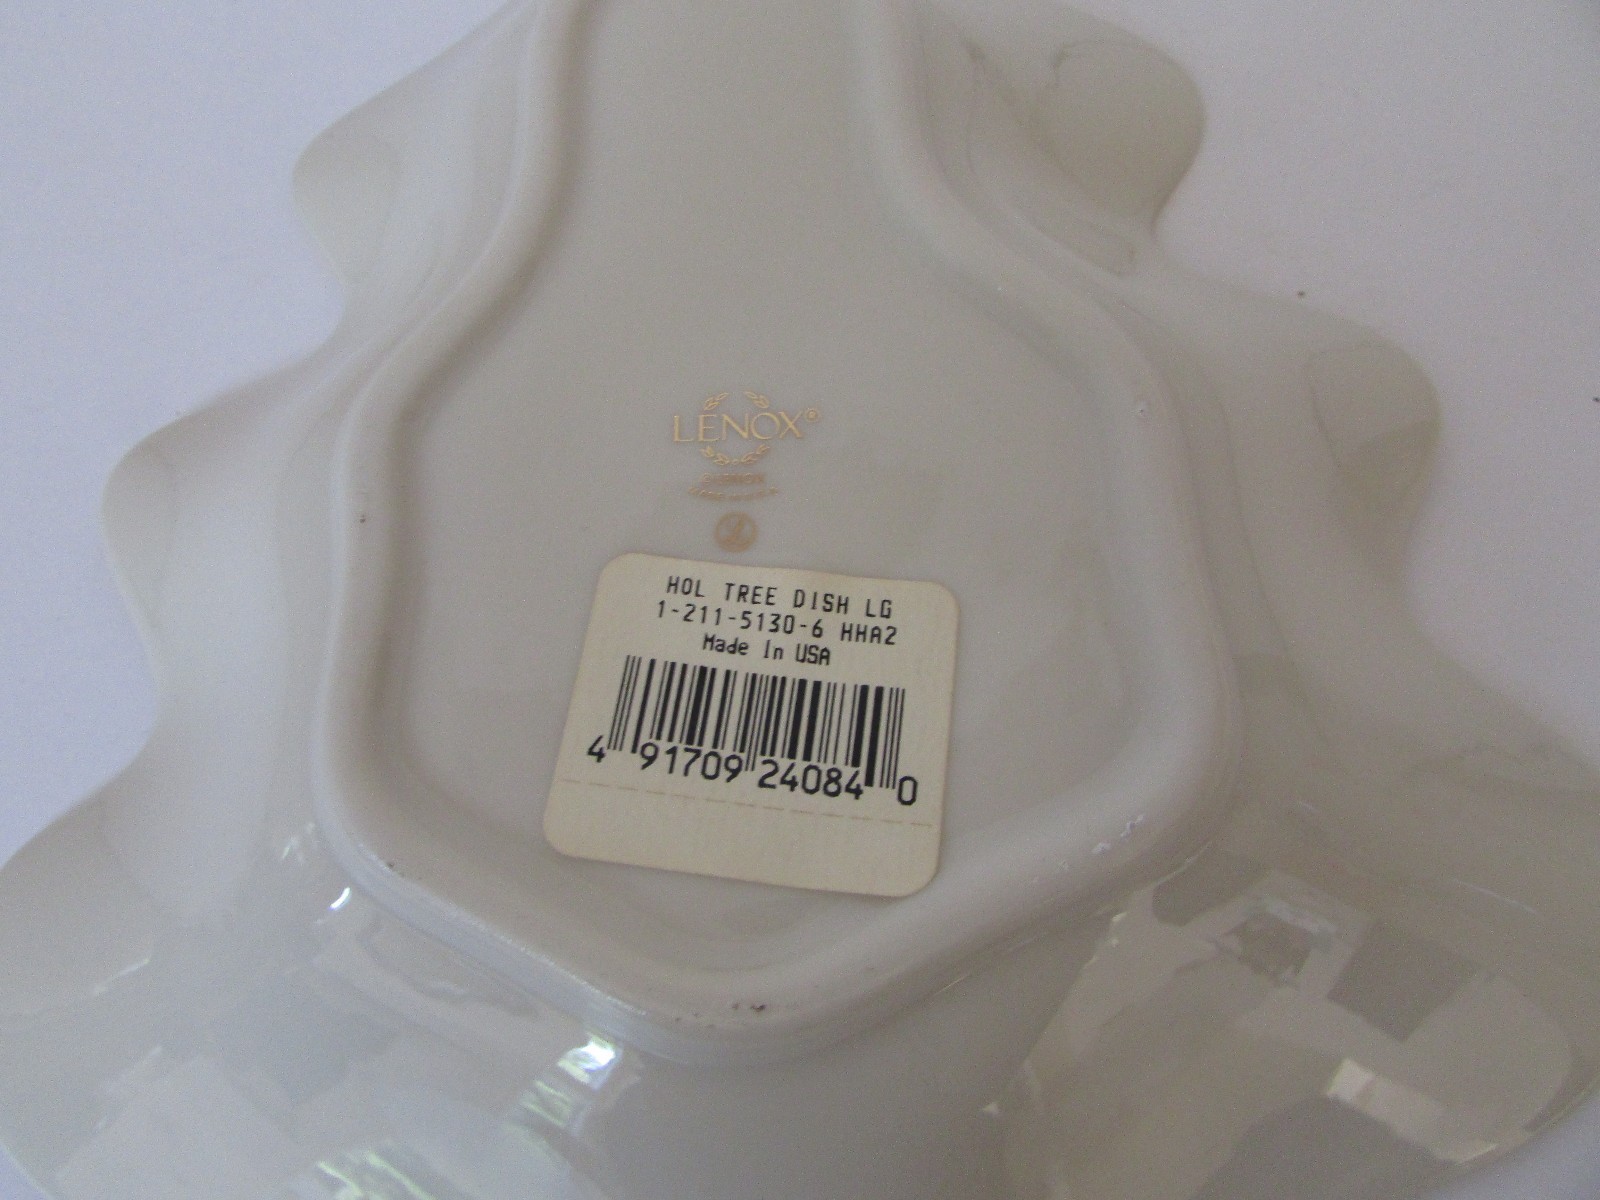 LENOX®
HOL TREE DISH LG
1-211-5130-6 HHA2
Made In USA
4 91709 24084 0